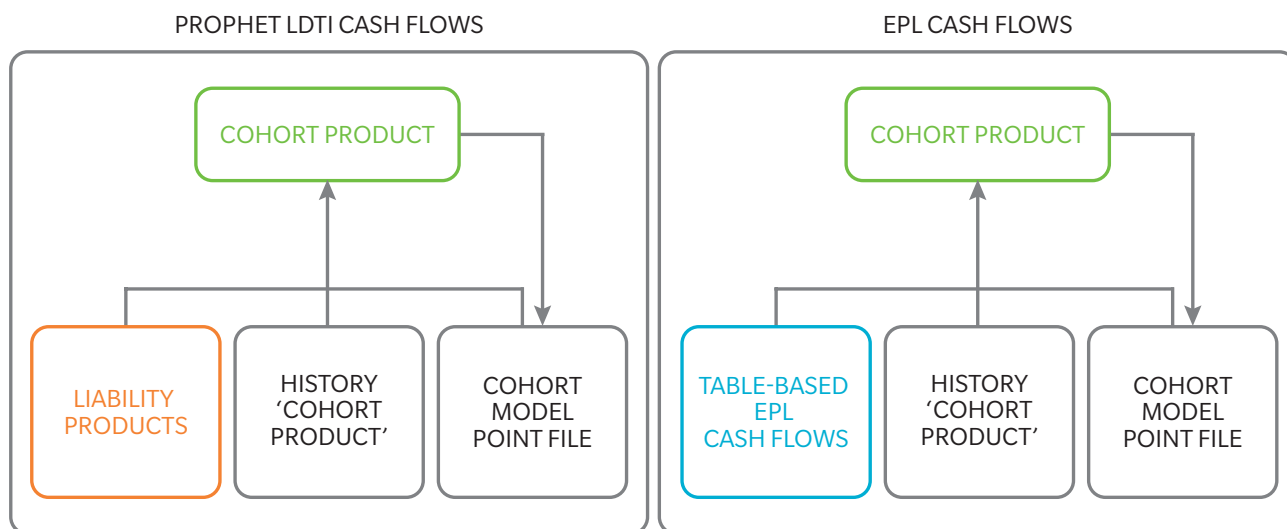 PROPHET LDTI CASH FLOWS
COHORT PRODUCT
LIABILITY
PRODUCTS
HISTORY
‘COHORT
PRODUCT’
COHORT
MODEL
POINT FILE
EPL CASH FLOWS
COHORT PRODUCT
TABLE-BASED
EPL
CASH FLOWS
HISTORY
‘COHORT
PRODUCT’
COHORT
MODEL
POINT FILE